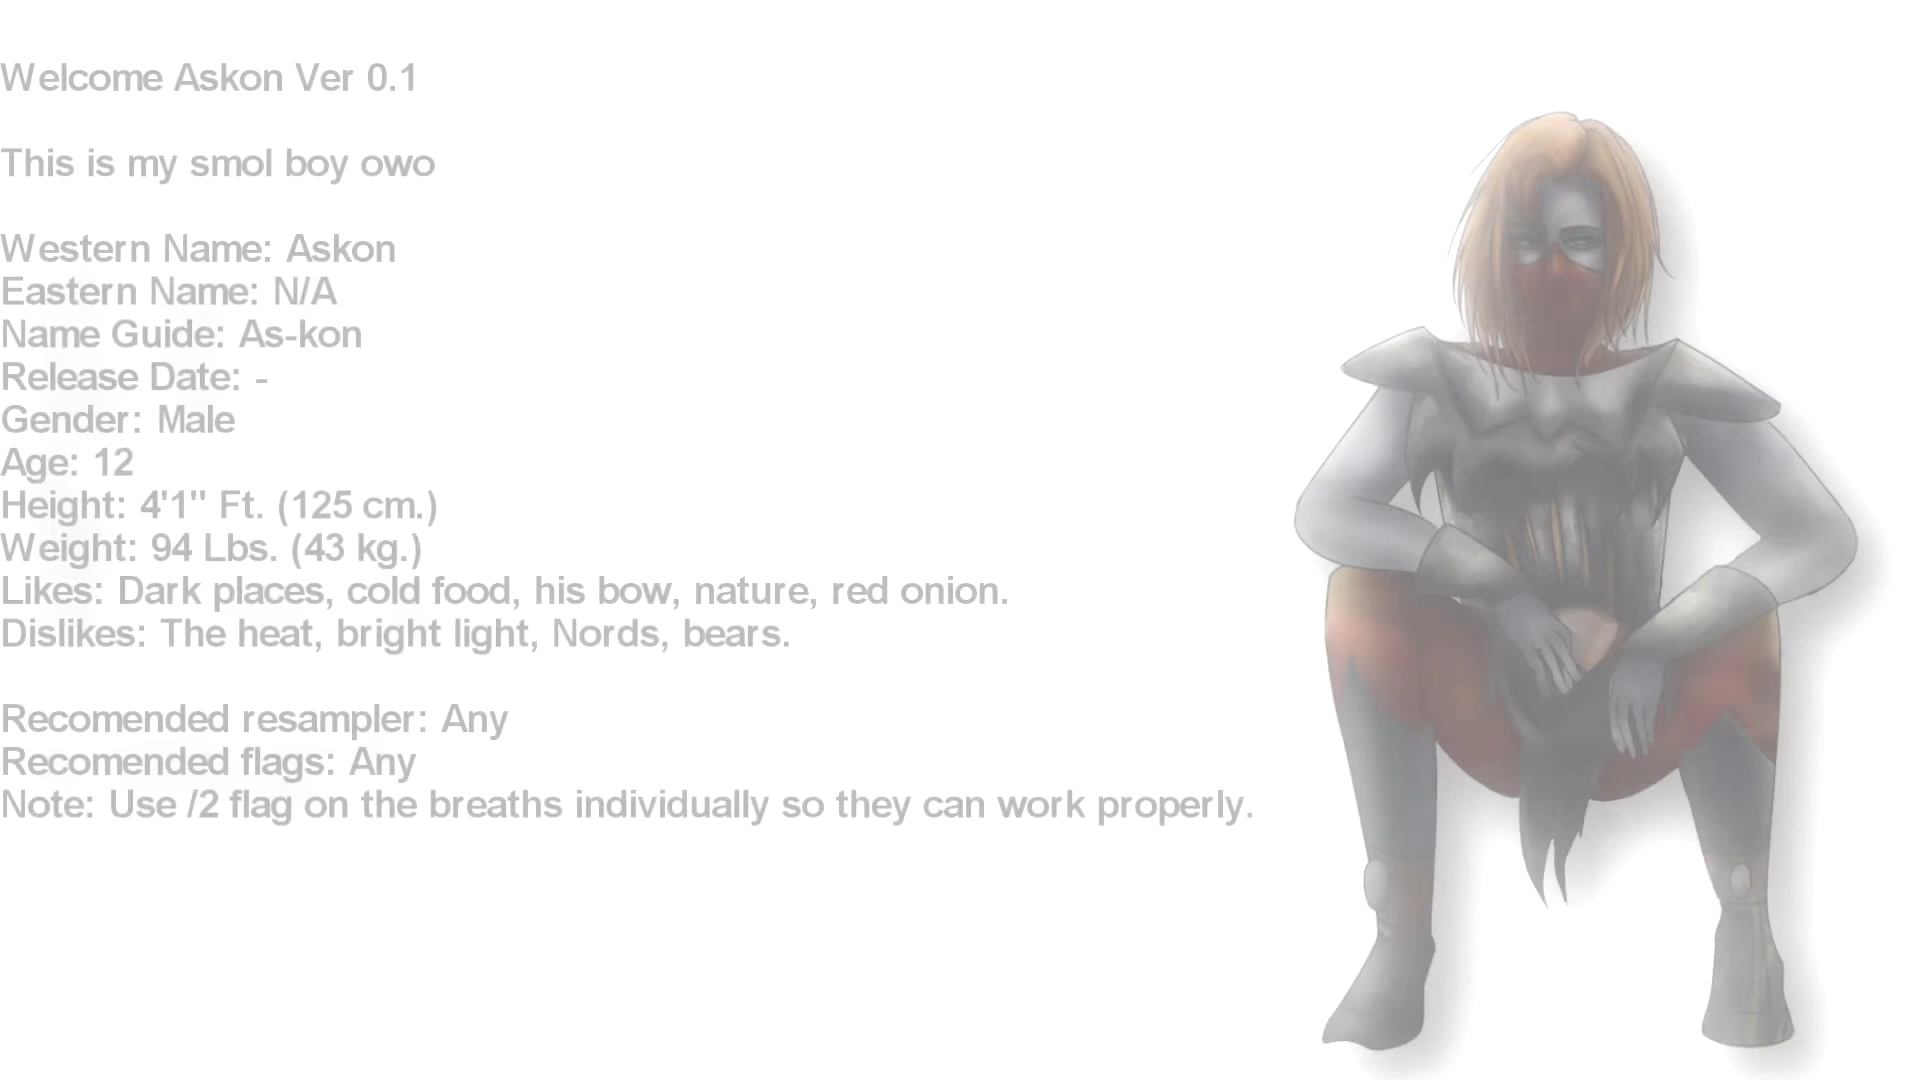 Welcome Askon Ver 0.1
This is my smol boy owo
Western Name: Askon
Eastern Name: N/A
Name Guide: As-kon
Release Date: -
Gender: Male
Age: 12
Height: 4'1" Ft. (125 cm.)
Weight: 94 Lbs. (43 kg.)
Likes: Dark places, cold food, his bow, nature, red onion.
Dislikes: The heat, bright light, Nords, bears.
Recomended resampler: Any
Recomended flags: Any
Note: Use /2 flag on the breaths individually so they can work properly.